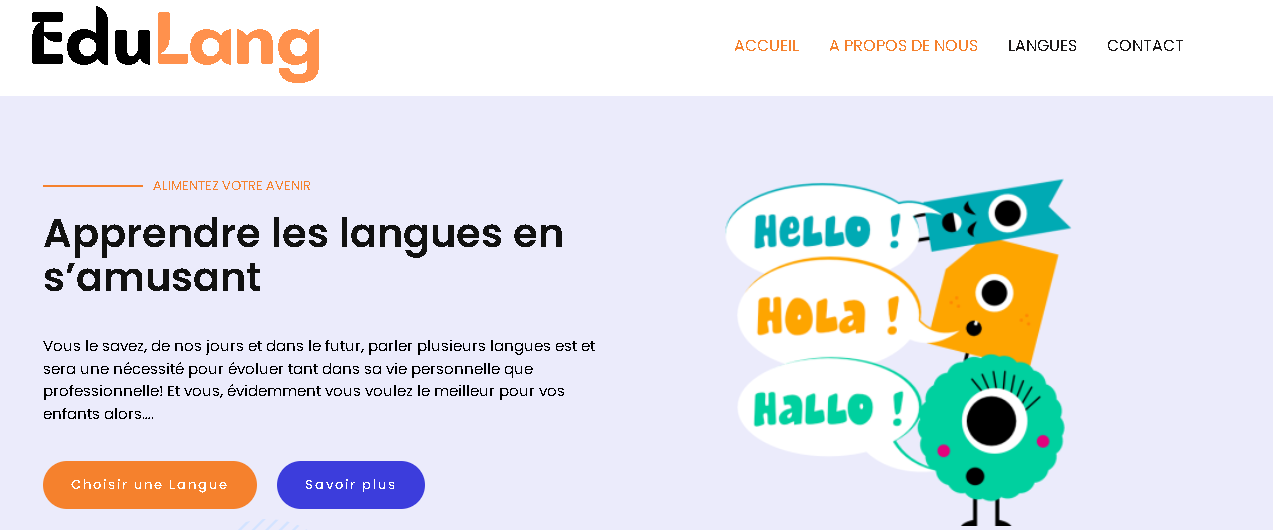 EduLang
ACCUEIL A PROPOS DE NOUS LANGUES CONTACT
ALIMENTEZ VOTRE AVENIR
Apprendre les langues en
s’amusant
Vous le savez, de nos jours et dans le futur, parler plusieurs langues est et
sera une nécessité pour évoluer tant dans sa vie personnelle que
professionnelle! Et vous, évidemment vous voulez le meilleur pour vos
enfants alors….
Choisir une Langue Savoir plus
HELLO !
HOLa !
HaLLO !